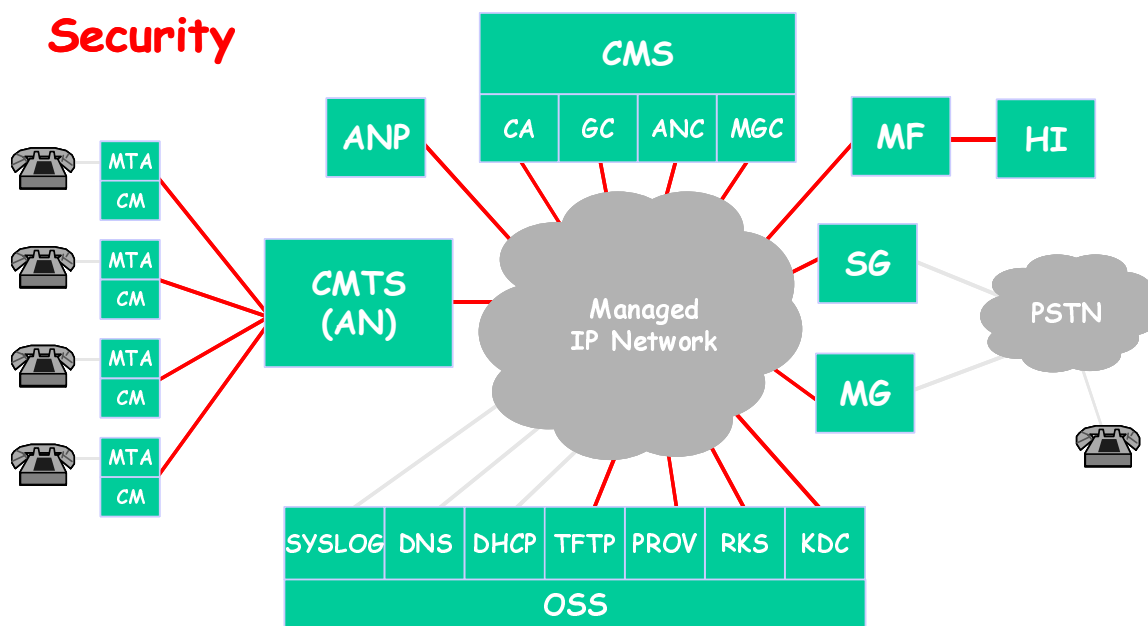 Security
CMS
CA GC ANC MGC
ANP
MF
HI
MTA
CM
MTA
CM
MTA
CM
MTA
CM
CMTS
(AN)
Managed
IP Network
SG
MG
PSTN
SYSLOG DNS DHCP TFTP PROV RKS KDC
OSS